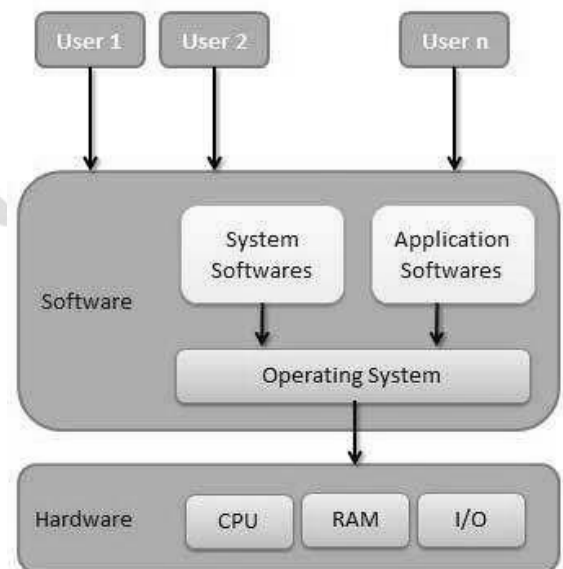 User 1
User 2
User n
System
Softwares
Application
Softwares
Software
Operating System
Hardware
CPU
RAM
I/O